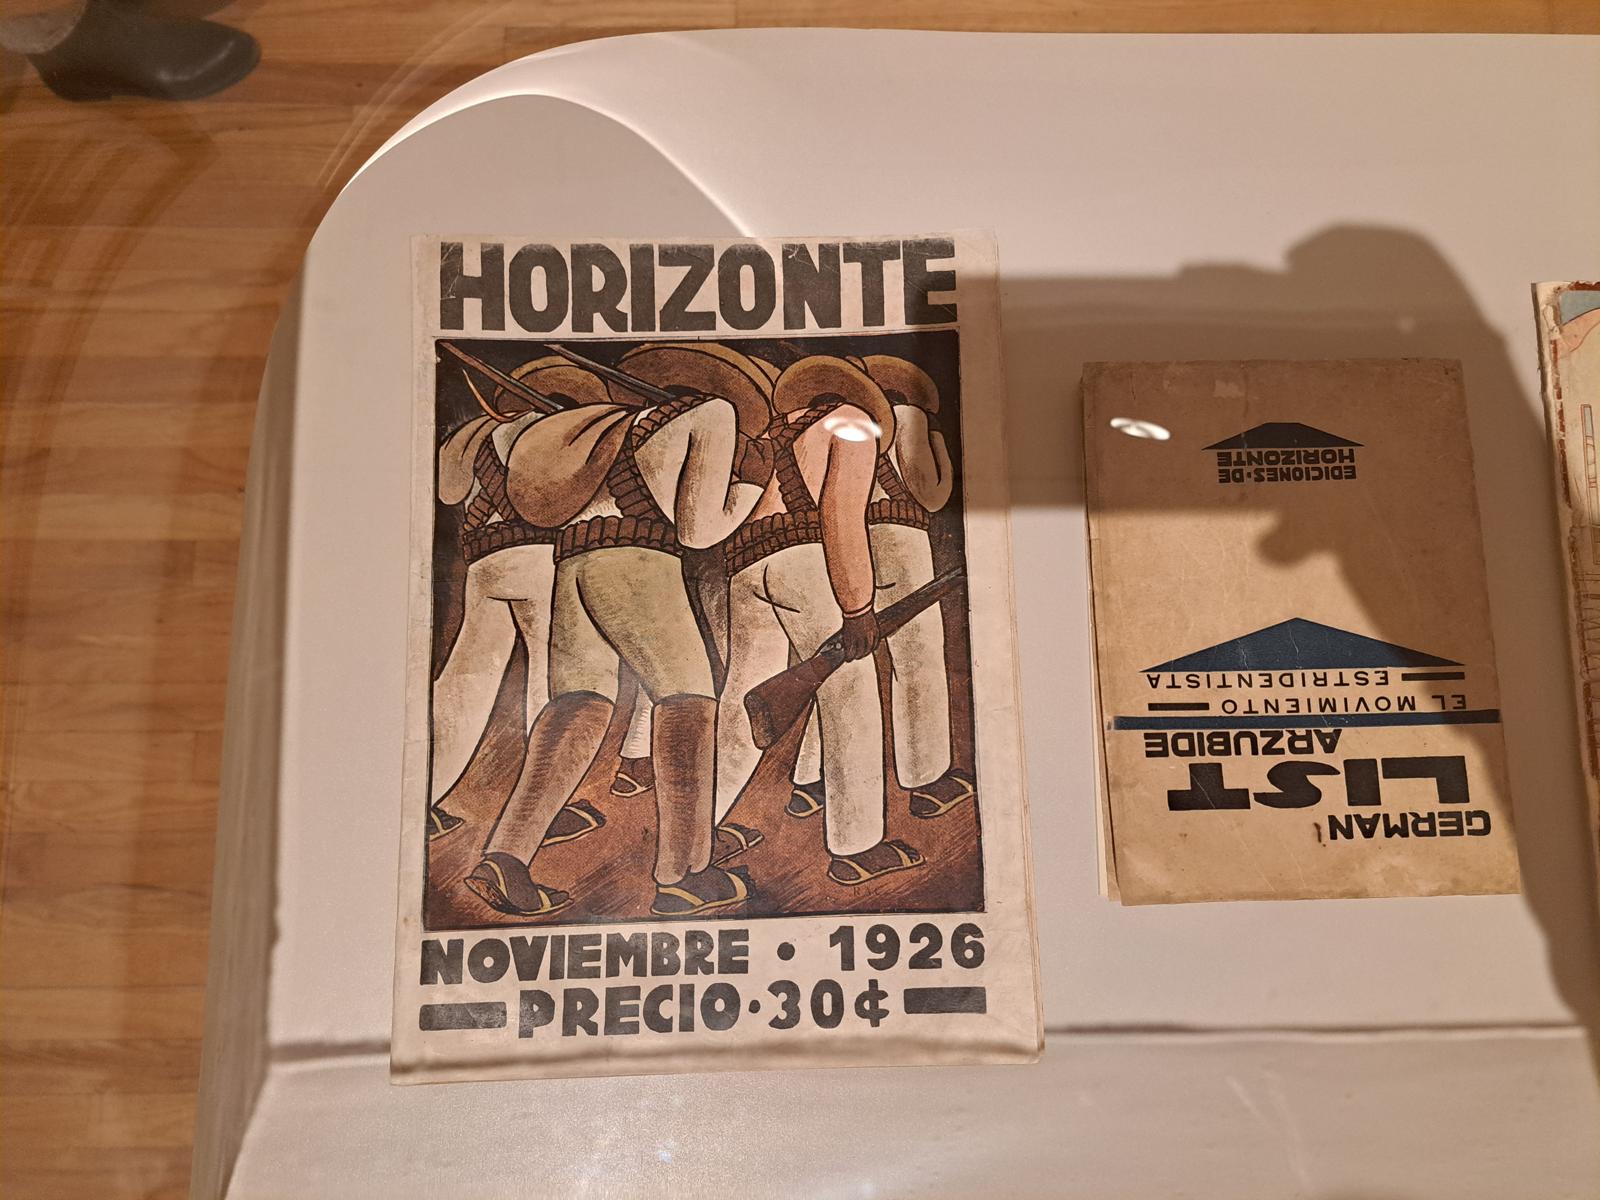 HORIZONTE
NOVIEMBRE • 1926
PRECIO • 30¢
GERMAN
LIST
ARZUBIDE
EL MOVIMIENTO
ESTRIDENTISTA
EDICIONES•DE
HORIZONTE